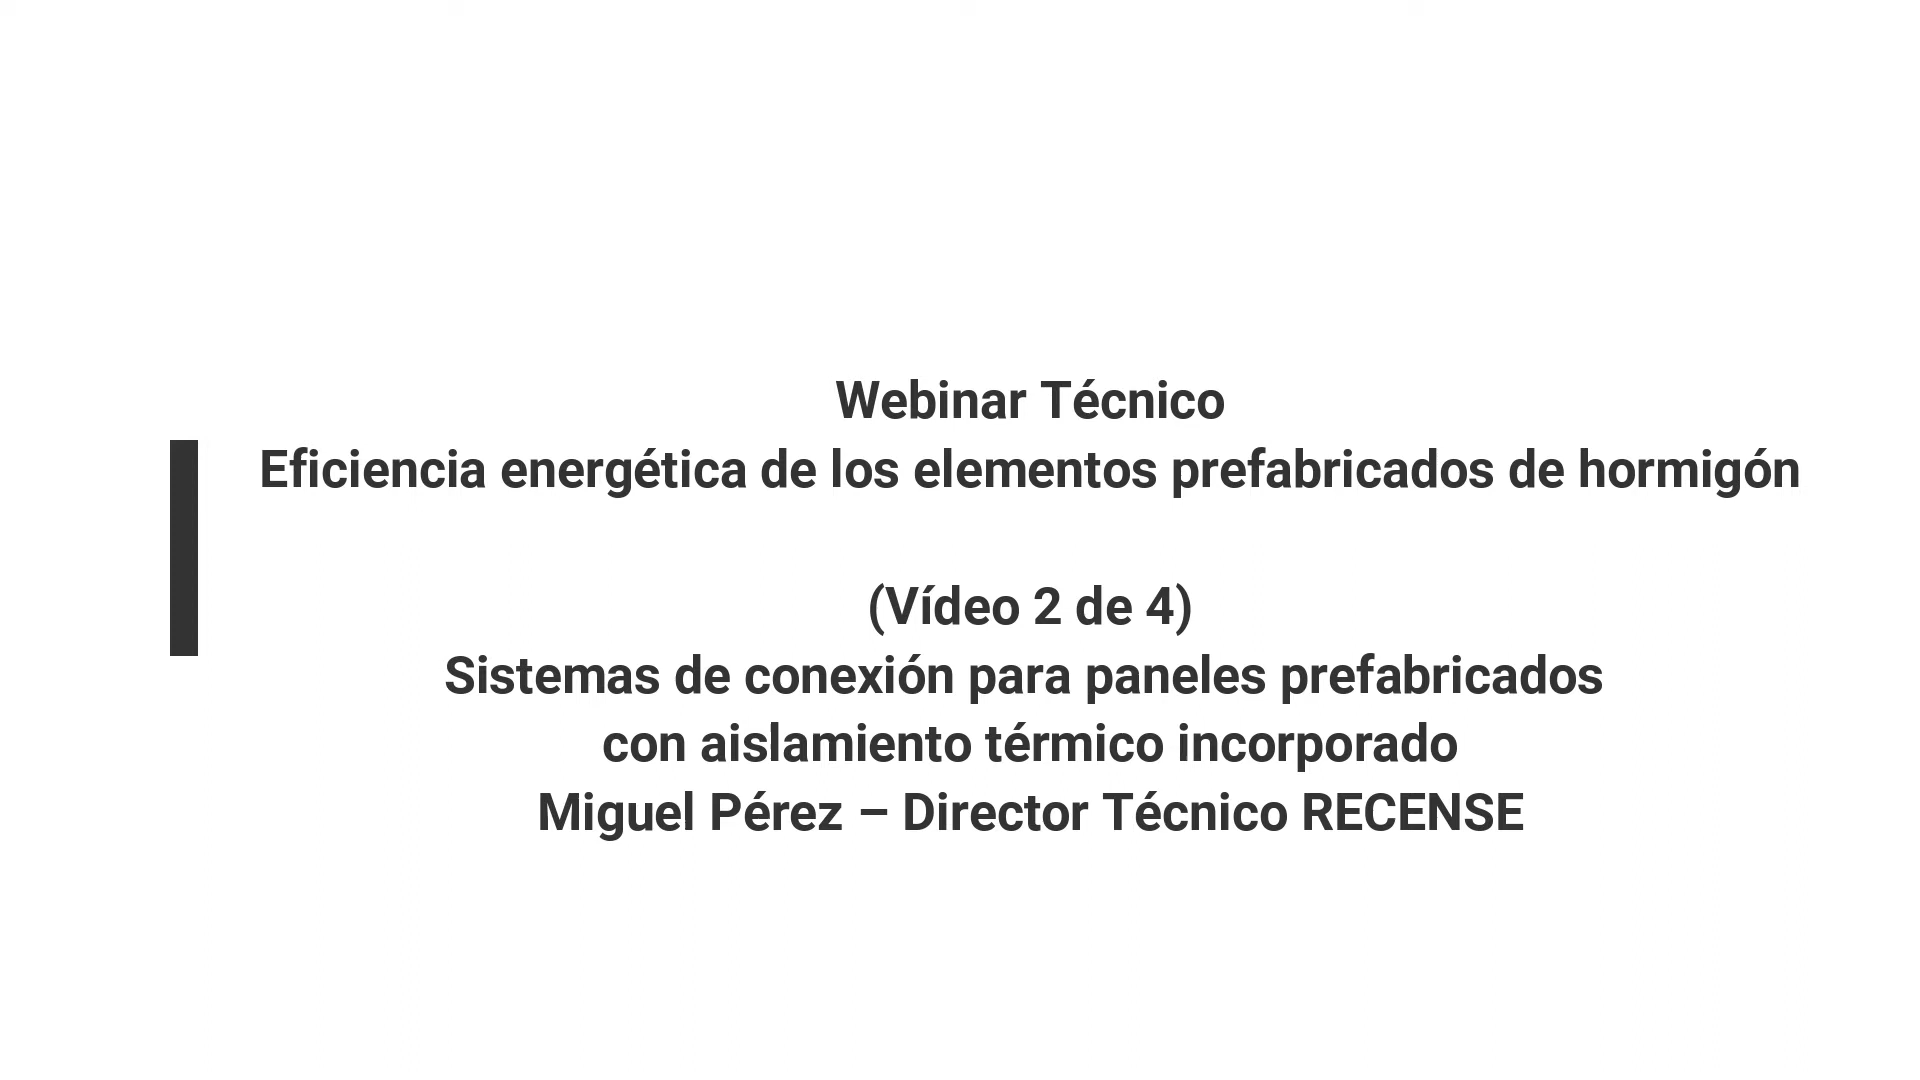 Webinar Técnico
Eficiencia energética de los elementos prefabricados de hormigón
(Vídeo 2 de 4)
Sistemas de conexión para paneles prefabricados
con aislamiento térmico incorporado
Miguel Pérez – Director Técnico RECENSE